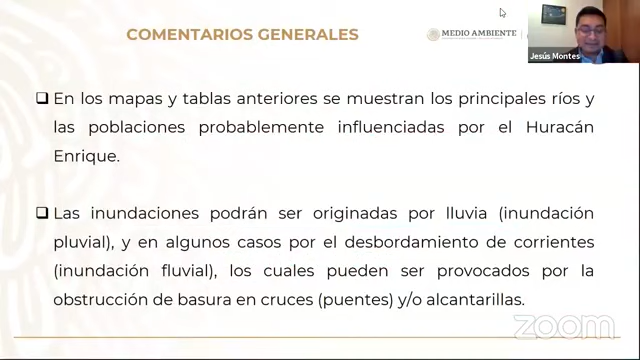 COMENTARIOS GENERALES
MEDIO AMBIENTE
Jesús Montes
❑ En los mapas y tablas anteriores se muestran los principales ríos y
las poblaciones probablemente influenciadas por el Huracán
Enrique.
❑ Las inundaciones podrán ser originadas por lluvia (inundación
pluvial), y en algunos casos por el desbordamiento de corrientes
(inundación fluvial), los cuales pueden ser provocados por la
obstrucción de basura en cruces (puentes) y/o alcantarillas.
zoom